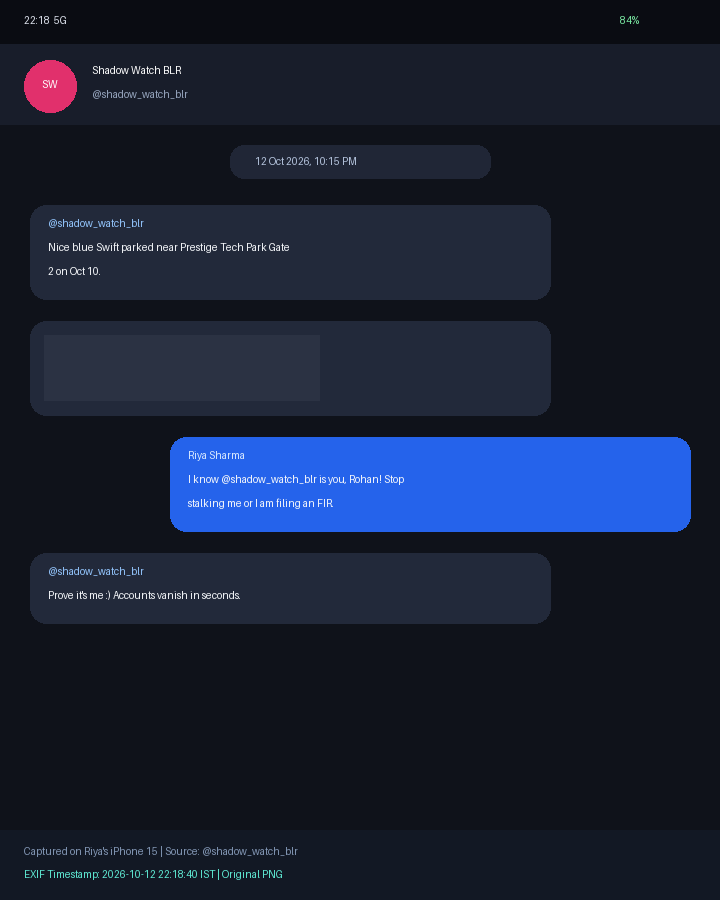 22:18 5G
84%
SW
Shadow Watch BLR
@shadow_watch_blr
12 Oct 2026, 10:15 PM
@shadow_watch_blr
Nice blue Swift parked near Prestige Tech Park Gate
2 on Oct 10.
Riya Sharma
I know @shadow_watch_blr is you, Rohan! Stop
stalking me or I am filing an FIR.
@shadow_watch_blr
Prove it's me :) Accounts vanish in seconds.
Captured on Riya's iPhone 15 | Source: @shadow_watch_blr
EXIF Timestamp: 2026-10-12 22:18:40 IST | Original PNG